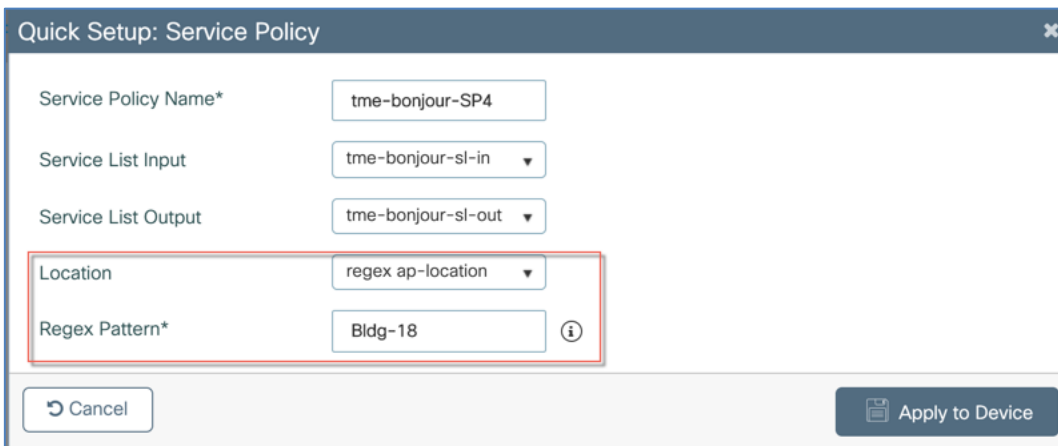 Quick Setup: Service Policy
Service Policy Name* tme-bonjour-SP4
Service List Input tme-bonjour-sl-in
Service List Output tme-bonjour-sl-out
Location regex ap-location
Regex Pattern* Bldg-18
Cancel Apply to Device